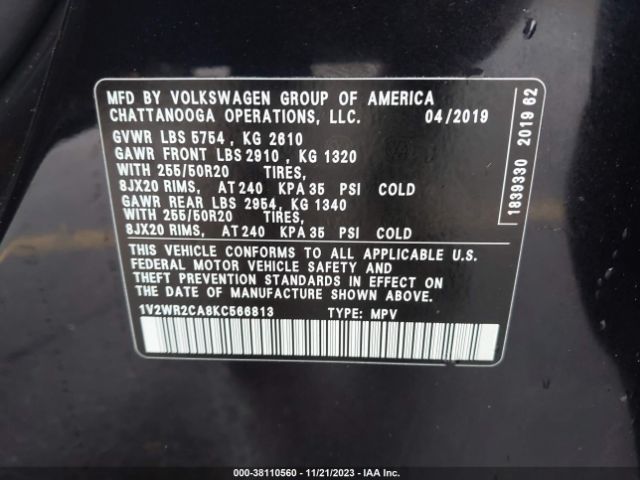 MFD BY VOLKSWAGEN GROUP OF AMERICA
CHATTANOOGA OPERATIONS, LLC. 04/2019
GVWR LBS 5754 , KG 2610
GAWR FRONT LBS 2910 , KG 1320
WITH 255/50R20 TIRES,
8JX20 RIMS, AT 240 KPA 35 PSI COLD
GAWR REAR LBS 2954, KG 1340
WITH 255/50R20 TIRES,
8JX20 RIMS, AT 240 KPA 35 PSI COLD
THIS VEHICLE CONFORMS TO ALL APPLICABLE U.S.
FEDERAL MOTOR VEHICLE SAFETY AND
THEFT PREVENTION STANDARDS IN EFFECT ON
THE DATE OF MANUFACTURE SHOWN ABOVE.
1V2WR2CA8KC566813 TYPE: MPV
1839330 2019 62
000-38110560 - 11/21/2023 - IAA Inc.